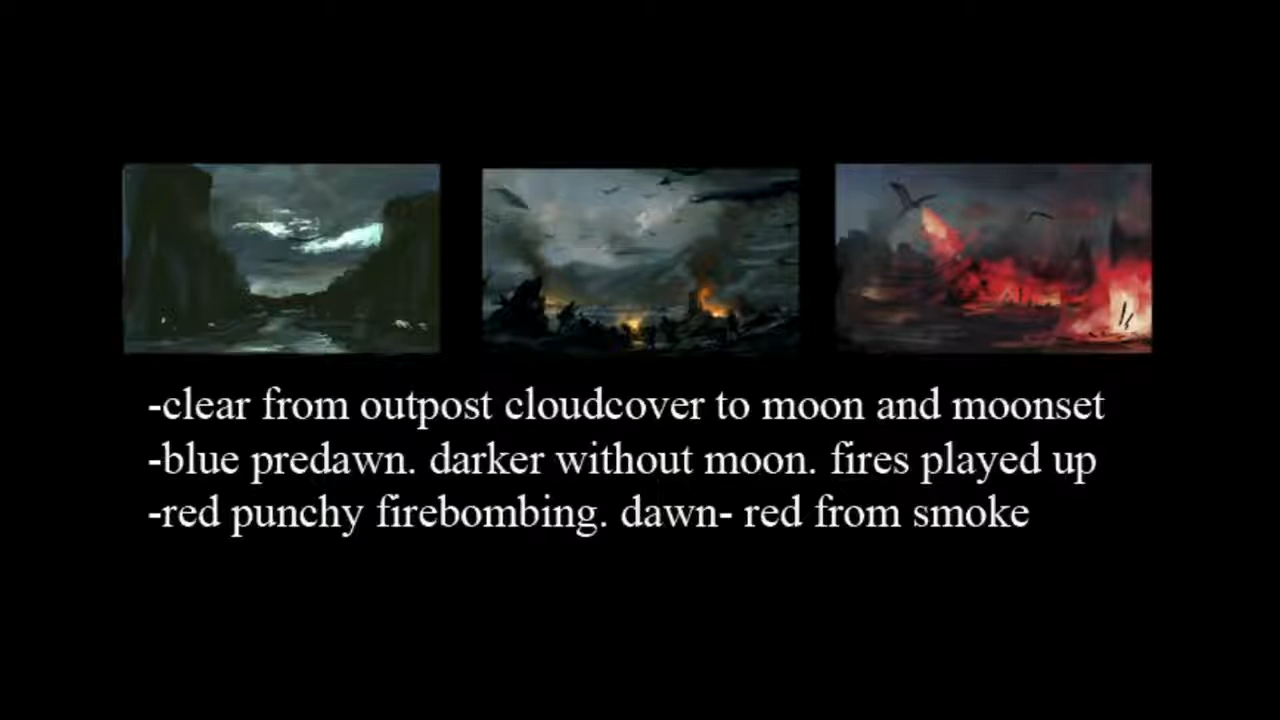 -clear from outpost cloudcover to moon and moonset
-blue predawn. darker without moon. fires played up
-red punchy firebombing. dawn- red from smoke